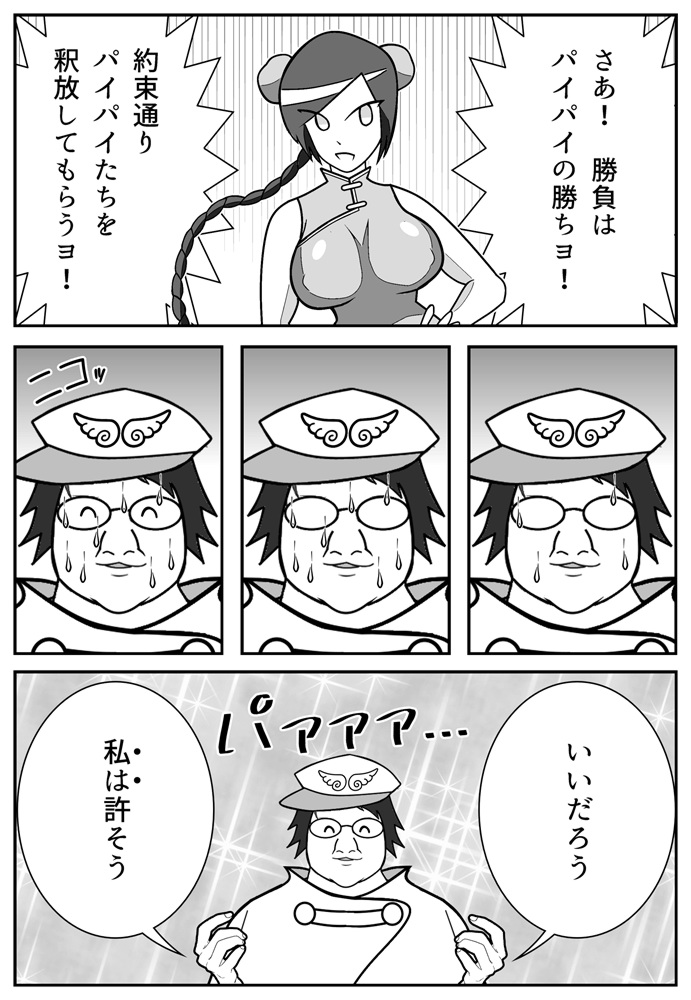 さあ！　勝負は
パイパイの勝ちヨ！
約束通り
パイパイたちを
釈放してもらうヨ！
ニコッ
パァアア…
いいだろう
私は許そう